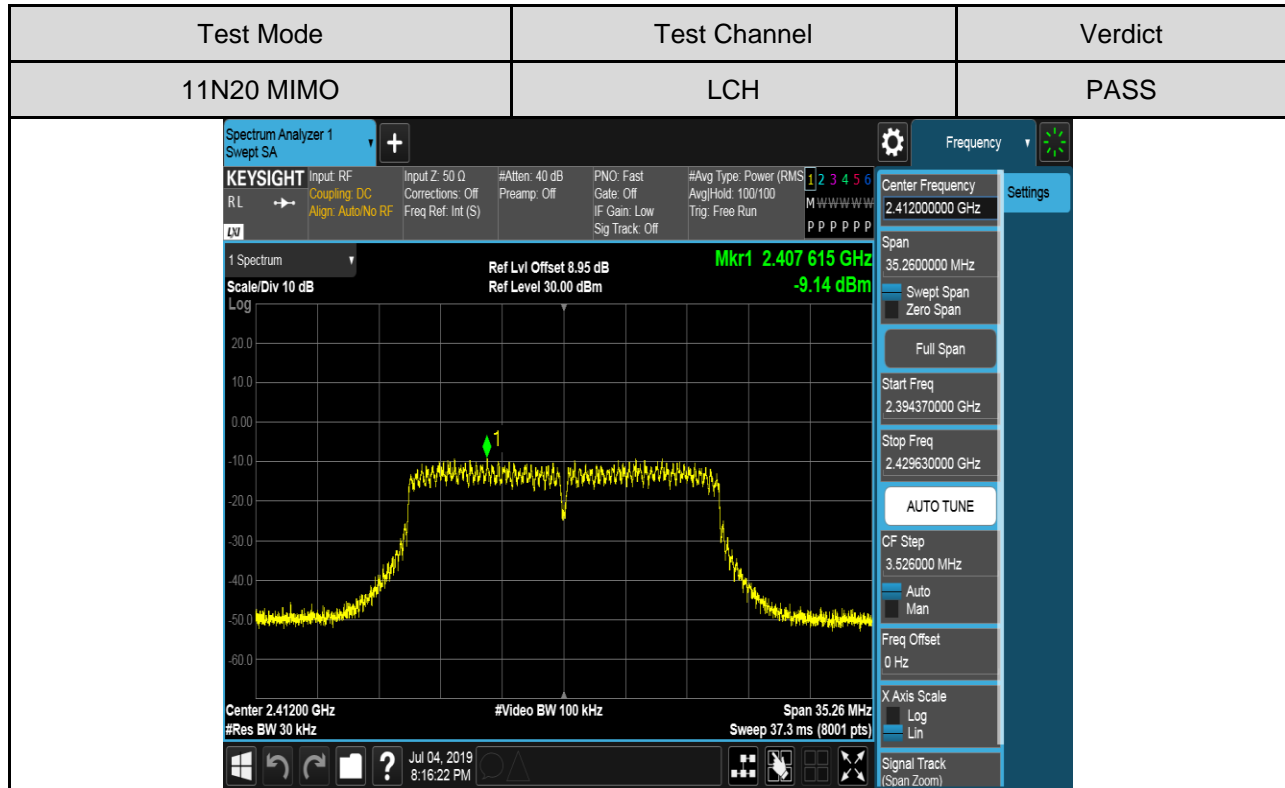 Test Mode Test Channel Verdict
11N20 MIMO LCH PASS
Spectrum Analyzer 1
Swept SA
Frequency
KEYSIGHT
RL
LXI
Input: RF
Coupling: DC
Align: Auto/No RF
Input Z: 50 Ω
Corrections: Off
Freq Ref: Int (S)
#Atten: 40 dB
Preamp: Off
PNO: Fast
Gate: Off
IF Gain: Low
Sig Track: Off
#Avg Type: Power (RMS
Avg|Hold: 100/100
Trig: Free Run
1 2 3 4 5 6
M W W W W W
P P P P P P
1 Spectrum
Scale/Div 10 dB
Ref Lvl Offset 8.95 dB
Ref Level 30.00 dBm
Mkr1 2.407 615 GHz
-9.14 dBm
Log
20.0
10.0
0.00
-10.0
-20.0
-30.0
-40.0
-50.0
-60.0
1
Center 2.41200 GHz
#Res BW 30 kHz
#Video BW 100 kHz
Span 35.26 MHz
Sweep 37.3 ms (8001 pts)
Center Frequency
2.412000000 GHz
Settings
Span
35.2600000 MHz
Swept Span
Zero Span
Full Span
Start Freq
2.394370000 GHz
Stop Freq
2.429630000 GHz
AUTO TUNE
CF Step
3.526000 MHz
Auto
Man
Freq Offset
0 Hz
X Axis Scale
Log
Lin
Signal Track
(Span Zoom)
?
Jul 04, 2019
8:16:22 PM